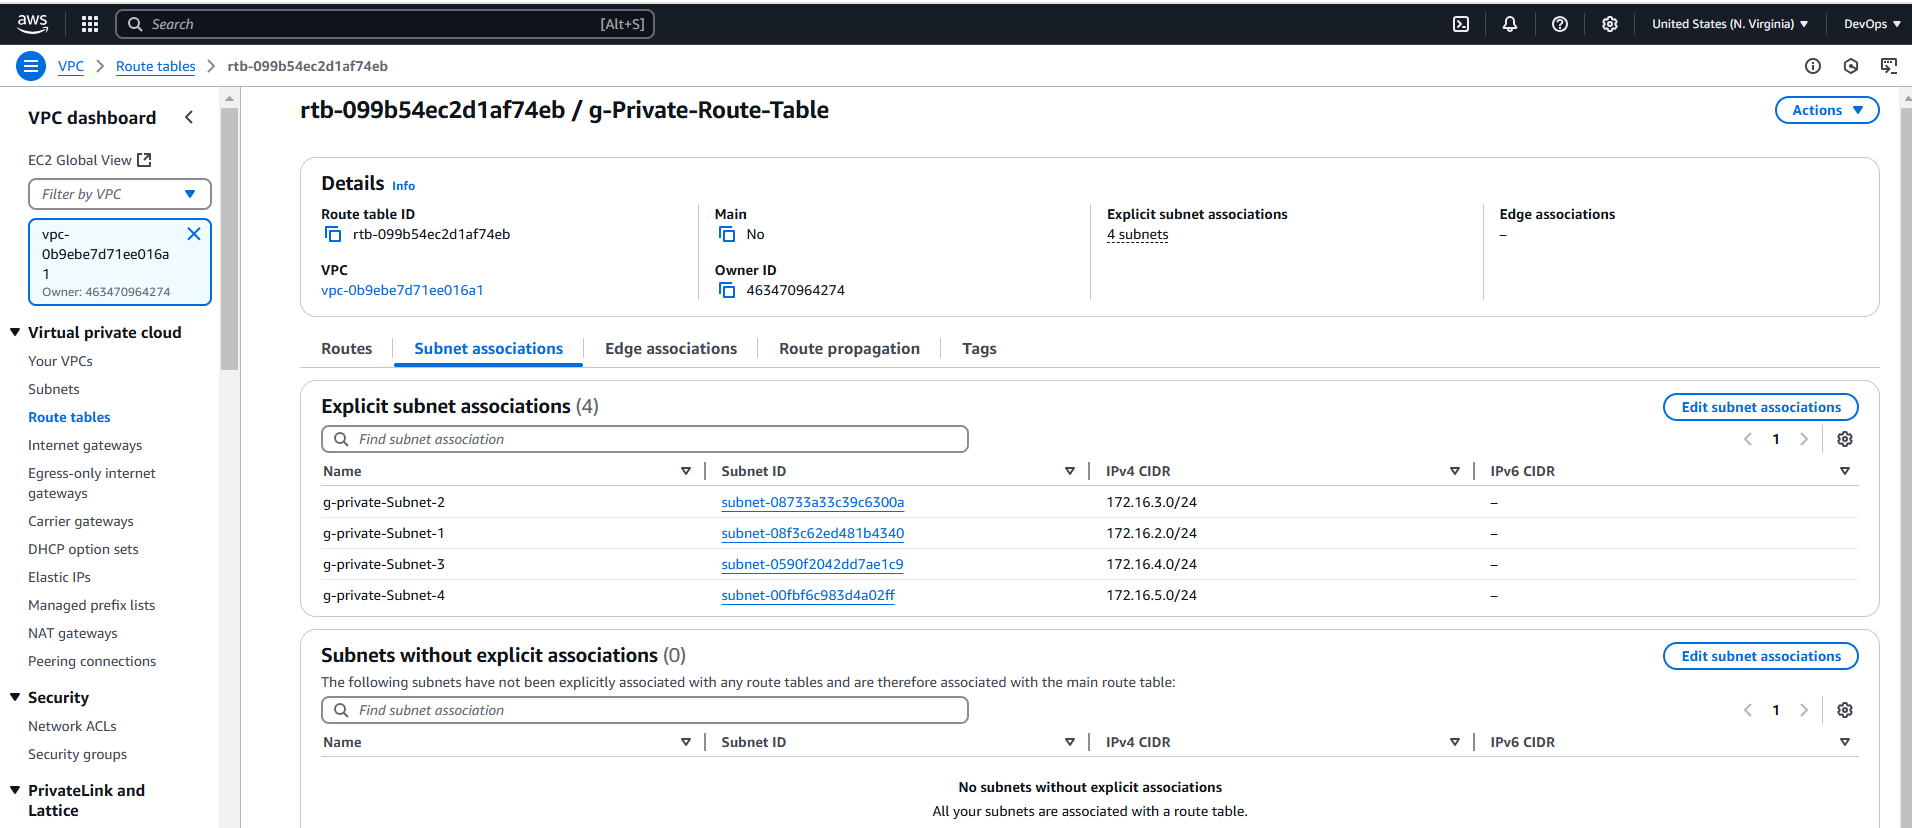 aws Search [Alt+S] United States (N. Virginia) DevOps
VPC Route tables rtb-099b54ec2d1af74eb
VPC dashboard
EC2 Global View
Filter by VPC
vpc-
0b9ebe7d71ee016a
1
Owner: 463470964274
Virtual private cloud
Your VPCs
Subnets
Route tables
Internet gateways
Egress-only internet
gateways
Carrier gateways
DHCP option sets
Elastic IPs
Managed prefix lists
NAT gateways
Peering connections
Security
Network ACLs
Security groups
PrivateLink and
Lattice
rtb-099b54ec2d1af74eb / g-Private-Route-Table
Actions
Details Info
Route table ID
rtb-099b54ec2d1af74eb
VPC
vpc-0b9ebe7d71ee016a1
Main
No
Owner ID
463470964274
Explicit subnet associations
4 subnets
Edge associations
–
Routes Subnet associations Edge associations Route propagation Tags
Explicit subnet associations (4)
Edit subnet associations
Find subnet association
1
Name Subnet ID IPv4 CIDR IPv6 CIDR
g-private-Subnet-2 subnet-08733a33c39c6300a 172.16.3.0/24 –
g-private-Subnet-1 subnet-08f3c62ed481b4340 172.16.2.0/24 –
g-private-Subnet-3 subnet-0590f2042dd7ae1c9 172.16.4.0/24 –
g-private-Subnet-4 subnet-00fbf6c983d4a02ff 172.16.5.0/24 –
Subnets without explicit associations (0)
Edit subnet associations
The following subnets have not been explicitly associated with any route tables and are therefore associated with the main route table:
Find subnet association
1
Name Subnet ID IPv4 CIDR IPv6 CIDR
No subnets without explicit associations
All your subnets are associated with a route table.